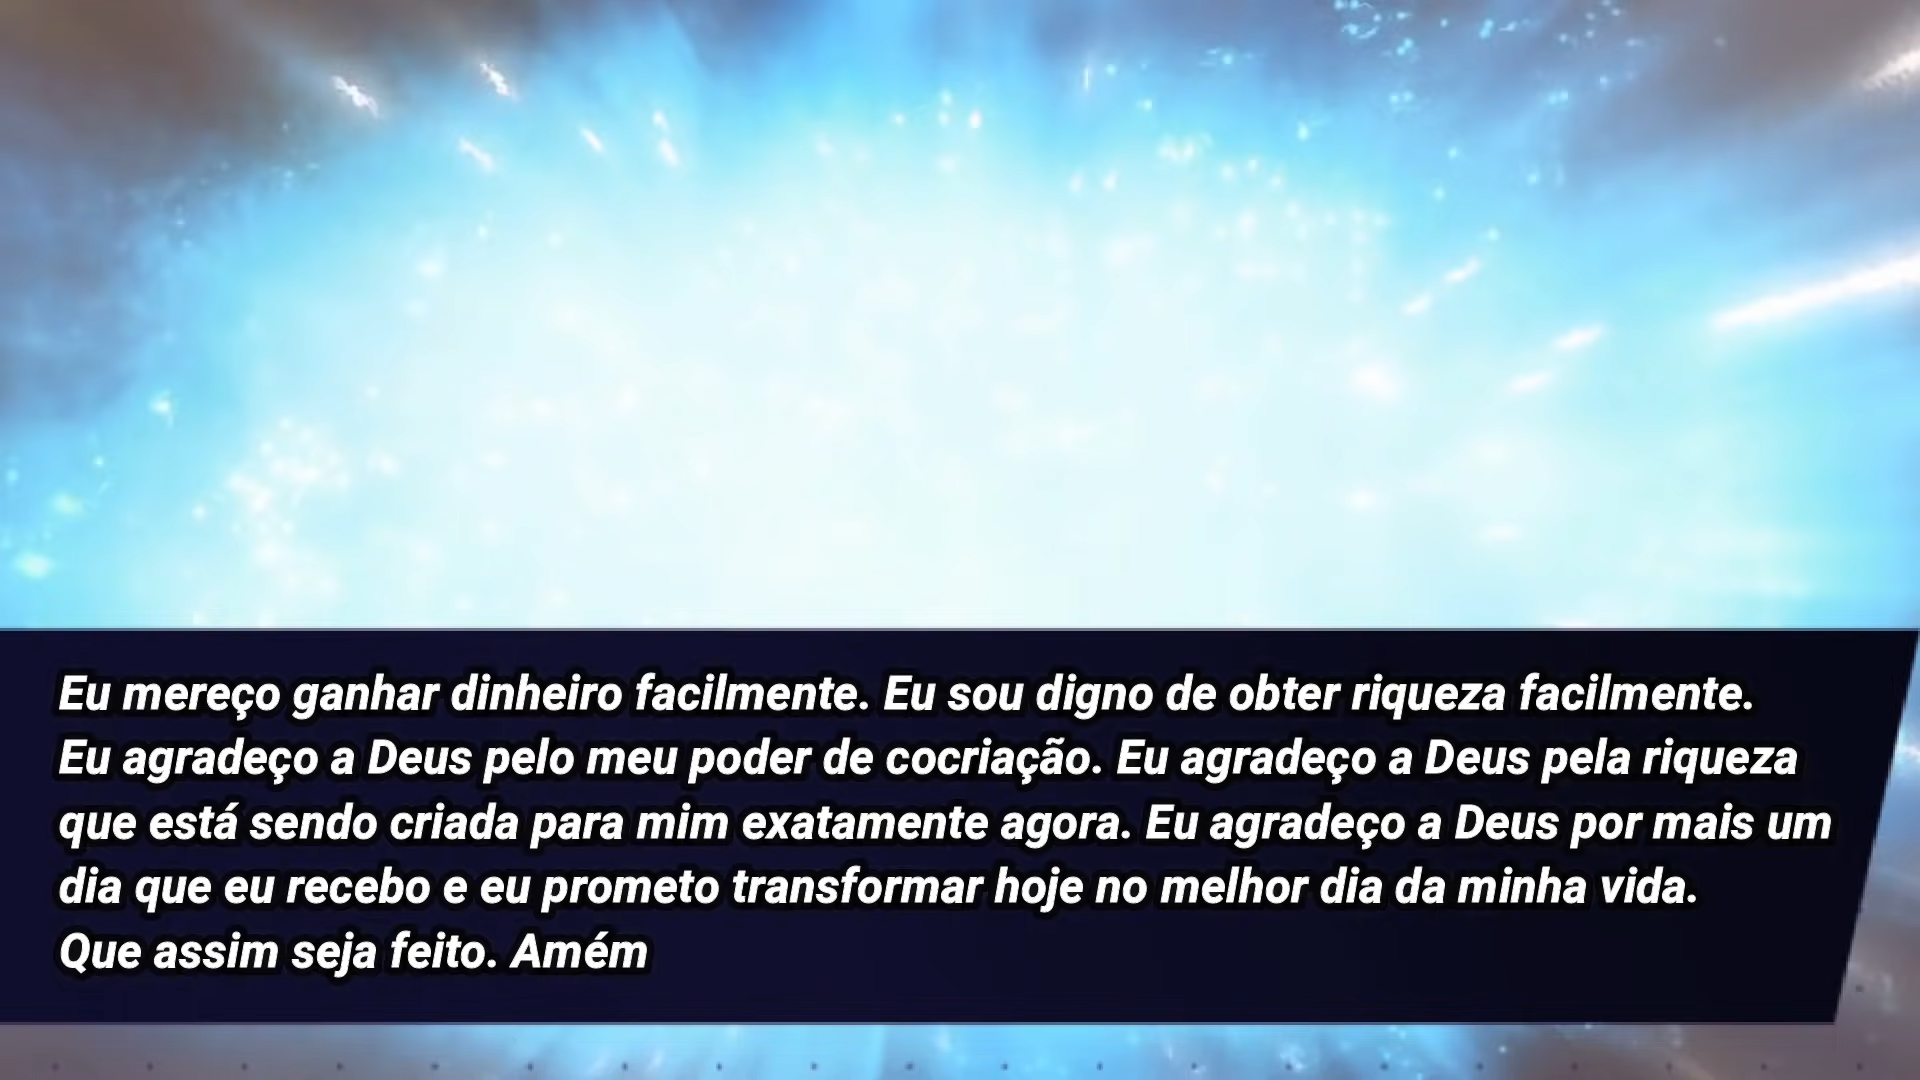 Eu mereço ganhar dinheiro facilmente. Eu sou digno de obter riqueza facilmente.
Eu agradeço a Deus pelo meu poder de cocriação. Eu agradeço a Deus pela riqueza
que está sendo criada para mim exatamente agora. Eu agradeço a Deus por mais um
dia que eu recebo e eu prometo transformar hoje no melhor dia da minha vida.
Que assim seja feito. Amém